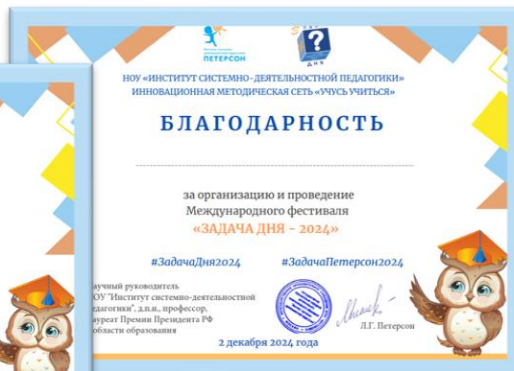 ПЕТЕРСОН
?
ДНЯ
НОУ «ИНСТИТУТ СИСТЕМНО-ДЕЯТЕЛЬНОСТНОЙ ПЕДАГОГИКИ»
ИННОВАЦИОННАЯ МЕТОДИЧЕСКАЯ СЕТЬ «УЧУСЬ УЧИТЬСЯ»
БЛАГОДАРНОСТЬ
за организацию и проведение
Международного фестиваля
«ЗАДАЧА ДНЯ - 2024»
#ЗадачаДня2024 #ЗадачаПетерсон2024
аучный руководитель
ОУ "Институт системно-деятельностной
едагогики", д.п.н., профессор,
ауреат Премии Президента РФ
области образования
Л.Г. Петерсон
2 декабря 2024 года